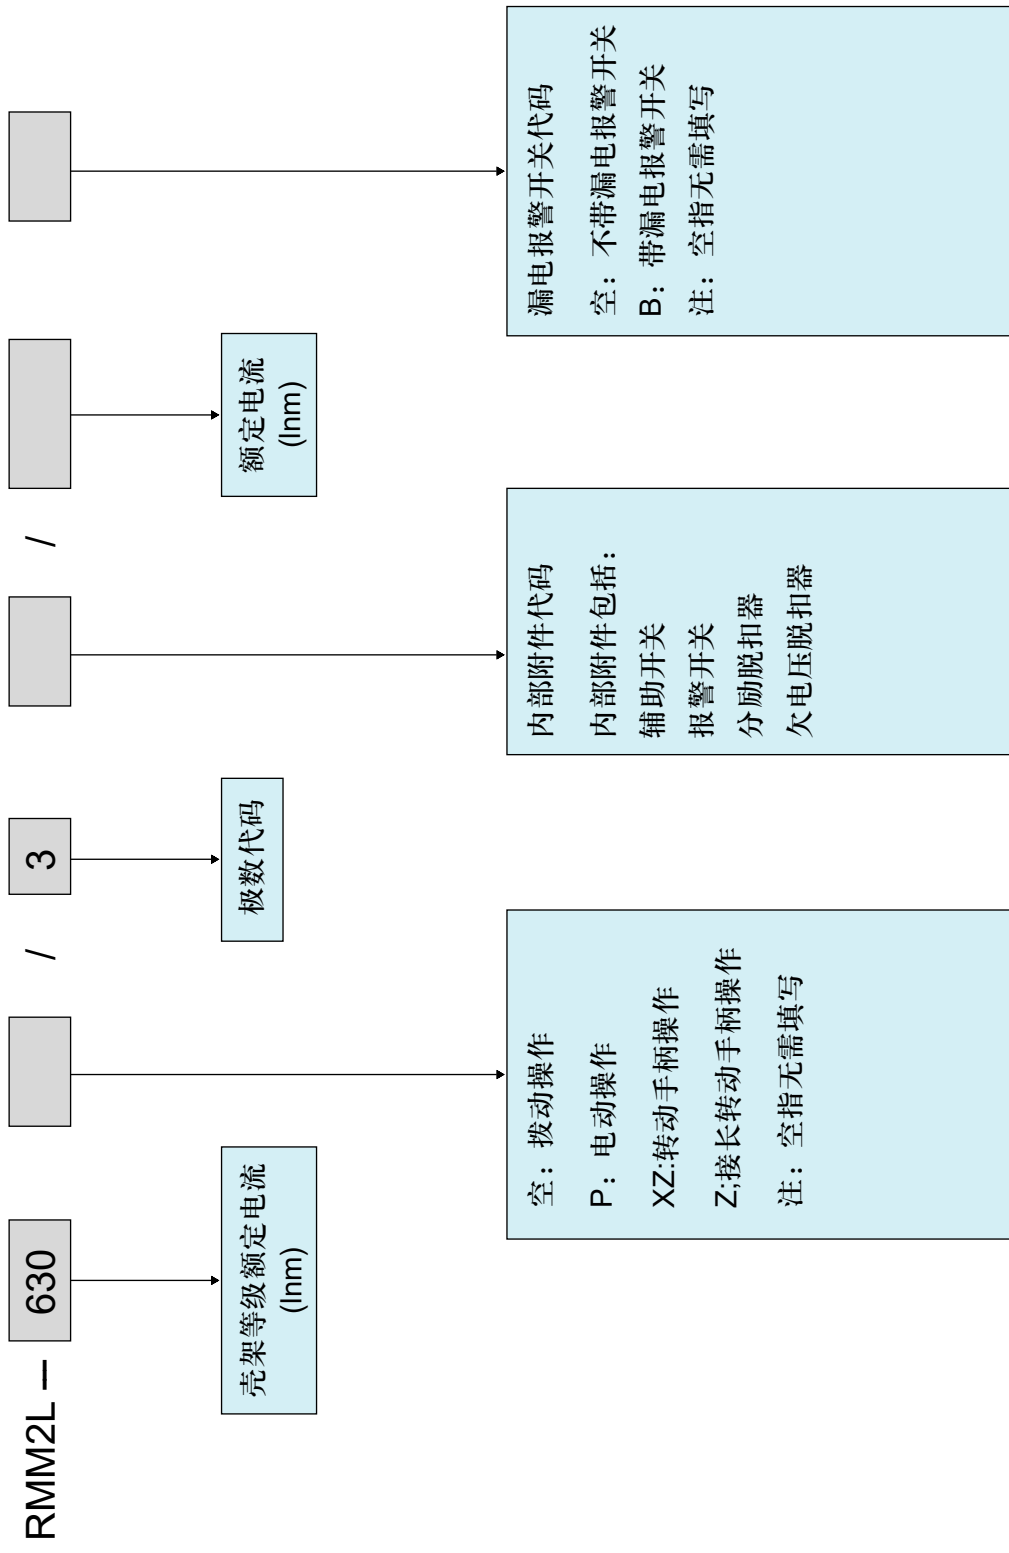 RMM2L — 630 / 3 /
壳架等级额定电流
(Inm)
空：拨动操作
P：电动操作
XZ:转动手柄操作
Z;接长转动手柄操作
注：空指无需填写
极数代码
内部附件代码
内部附件包括：
辅助开关
报警开关
分励脱扣器
欠电压脱扣器
额定电流
(Inm)
漏电报警开关代码
空：不带漏电报警开关
B：带漏电报警开关
注：空指无需填写